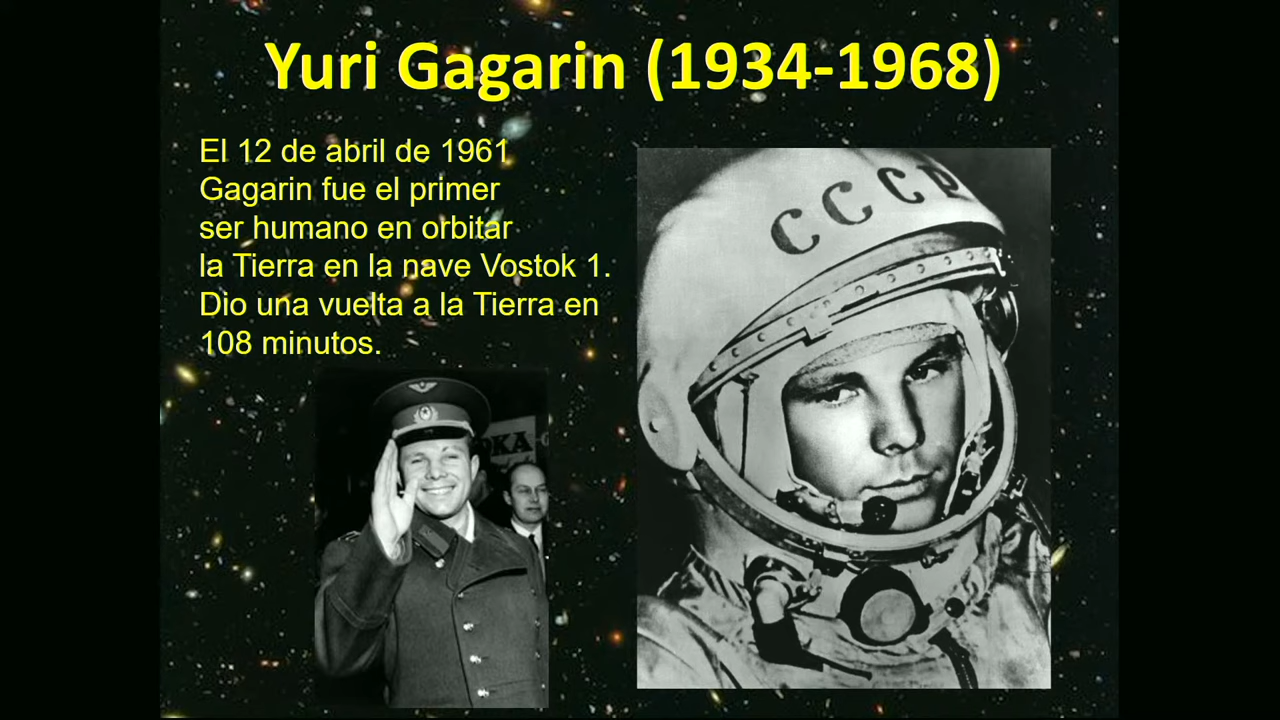 Yuri Gagarin (1934-1968)
El 12 de abril de 1961
Gagarin fue el primer
ser humano en orbitar
la Tierra en la nave Vostok 1.
Dio una vuelta a la Tierra en
108 minutos.
CCCP